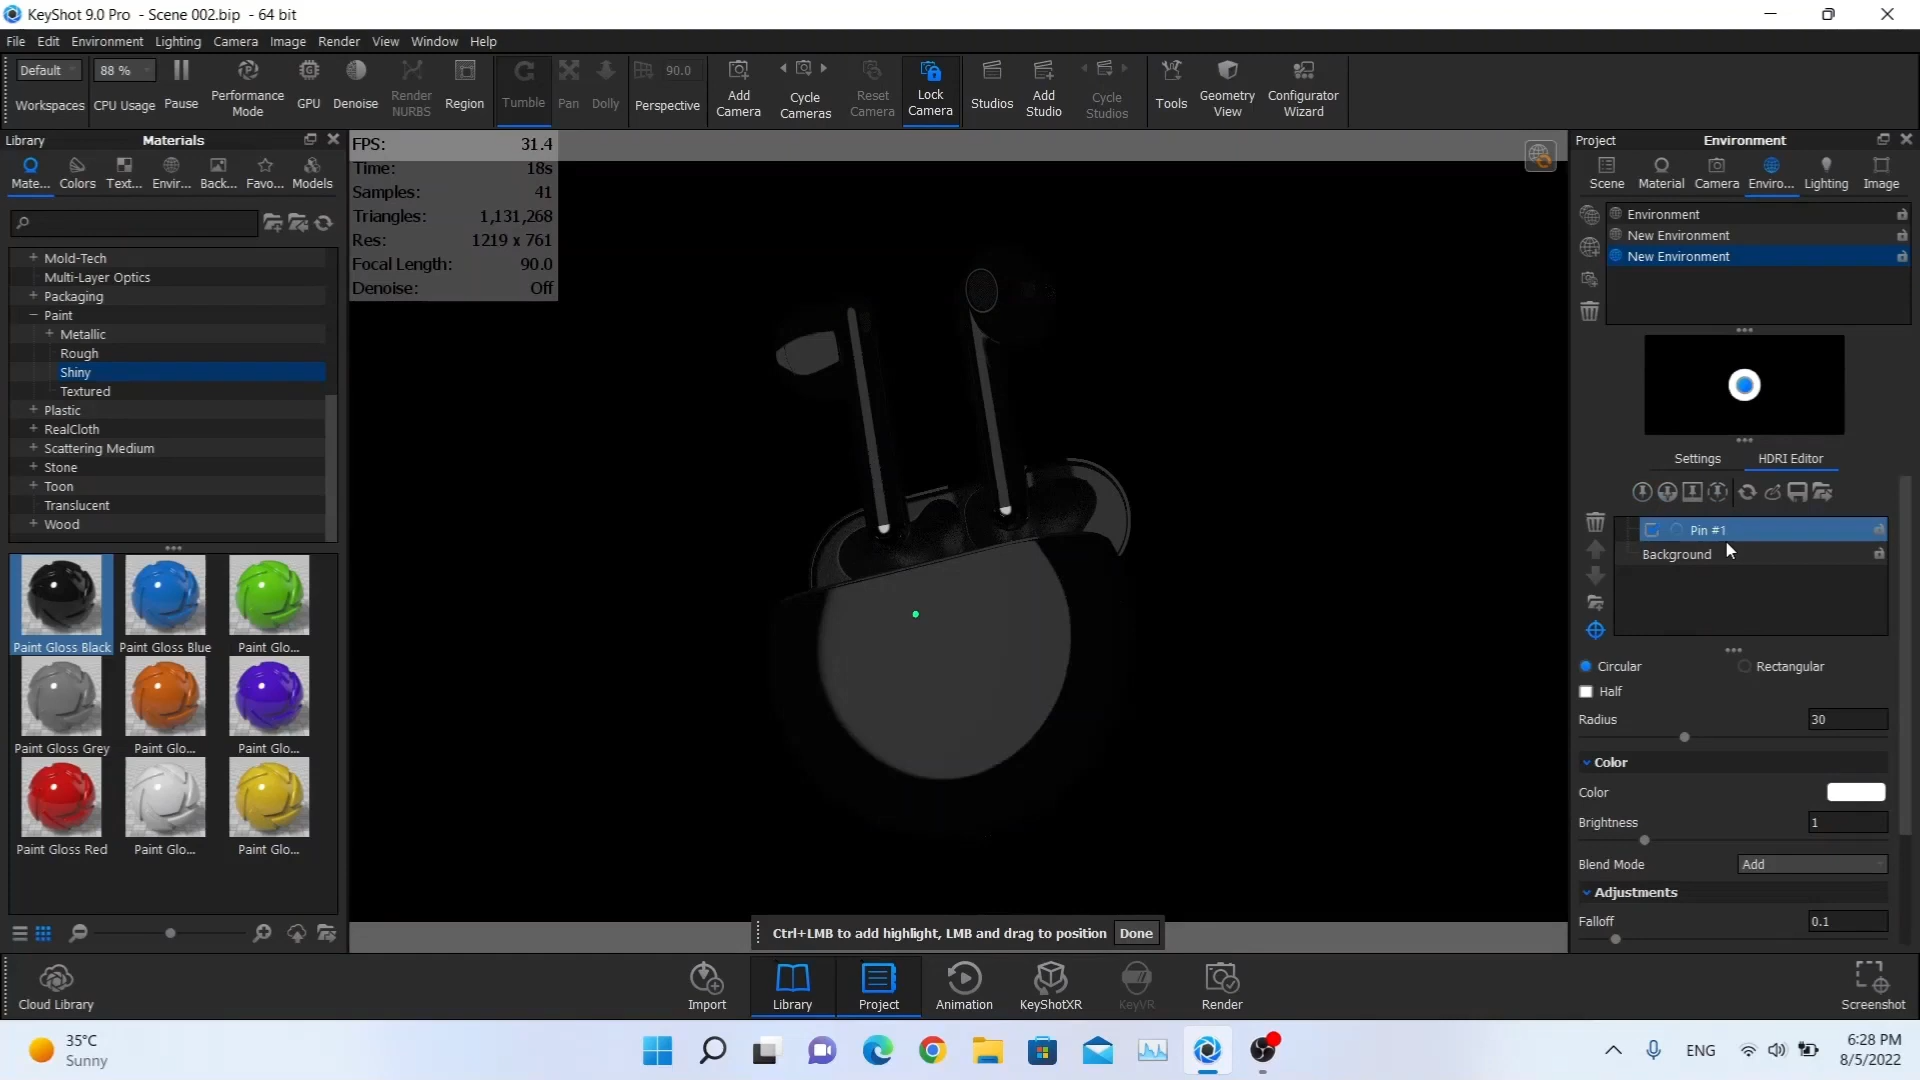 KeyShot 9.0 Pro - Scene 002.bip - 64 bit
File Edit Environment Lighting Camera Image Render View Window Help
Default
88 %
90.0
Workspaces
CPU Usage
Pause
Performance Mode
GPU
Denoise
Render NURBS
Region
Tumble
Pan
Dolly
Perspective
Add Camera
Cycle Cameras
Reset Camera
Lock Camera
Studios
Add Studio
Cycle Studios
Tools
Geometry View
Configurator Wizard
Library
Materials
Mate... Colors Text... Envir... Back... Favo... Models
+ Mold-Tech
Multi-Layer Optics
+ Packaging
− Paint
+ Metallic
Rough
Shiny
Textured
+ Plastic
+ RealCloth
+ Scattering Medium
+ Stone
+ Toon
Translucent
+ Wood
Paint Gloss Black Paint Gloss Blue Paint Glo...
Paint Gloss Grey Paint Glo... Paint Glo...
Paint Gloss Red Paint Glo... Paint Glo...
FPS: 31.4
Time: 18s
Samples: 41
Triangles: 1,131,268
Res: 1219 x 761
Focal Length: 90.0
Denoise: Off
Ctrl+LMB to add highlight, LMB and drag to position Done
Project
Environment
Scene Material Camera Enviro... Lighting Image
Environment
New Environment
New Environment
Settings HDRI Editor
Pin #1
Background
Circular Rectangular
Half
Radius 30
Color
Color
Brightness 1
Blend Mode Add
Adjustments
Falloff 0.1
Cloud Library
Import
Library
Project
Animation
KeyShotXR
KeyVR
Render
Screenshot
35°C
Sunny
ENG
6:28 PM
8/5/2022